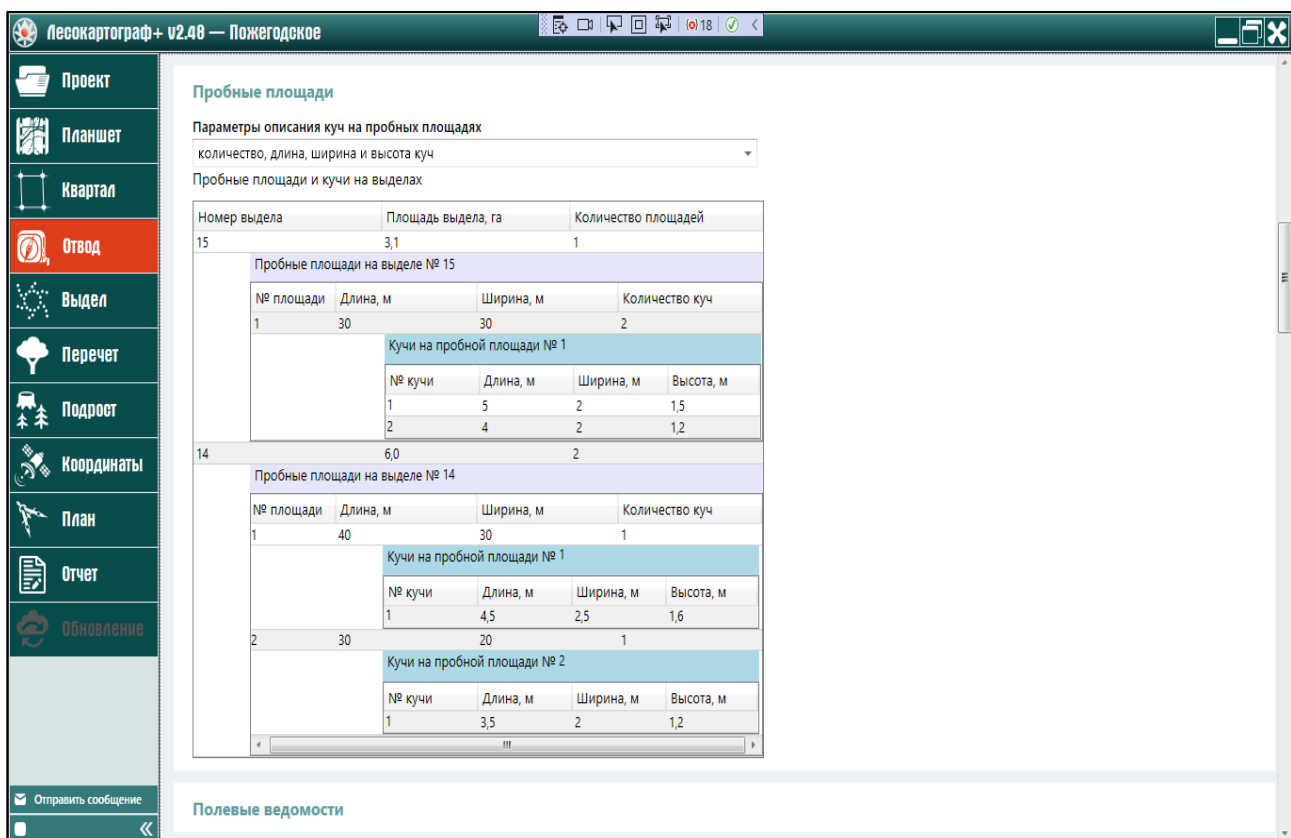 Лесокартограф+ v2.48 — Пожегодское
18
Проект
Планшет
Квартал
Отвод
Выдел
Перечет
Подрост
Координаты
План
Отчет
Обновление
Отправить сообщение
Пробные площади
Параметры описания куч на пробных площадях
количество, длина, ширина и высота куч
Пробные площади и кучи на выделах
Номер выдела Площадь выдела, га Количество площадей
15 3,1 1
Пробные площади на выделе № 15
№ площади Длина, м Ширина, м Количество куч
1 30 30 2
Кучи на пробной площади № 1
№ кучи Длина, м Ширина, м Высота, м
1 5 2 1,5
2 4 2 1,2
14 6,0 2
Пробные площади на выделе № 14
№ площади Длина, м Ширина, м Количество куч
1 40 30 1
Кучи на пробной площади № 1
№ кучи Длина, м Ширина, м Высота, м
1 4,5 2,5 1,6
2 30 20 1
Кучи на пробной площади № 2
№ кучи Длина, м Ширина, м Высота, м
1 3,5 2 1,2
Полевые ведомости